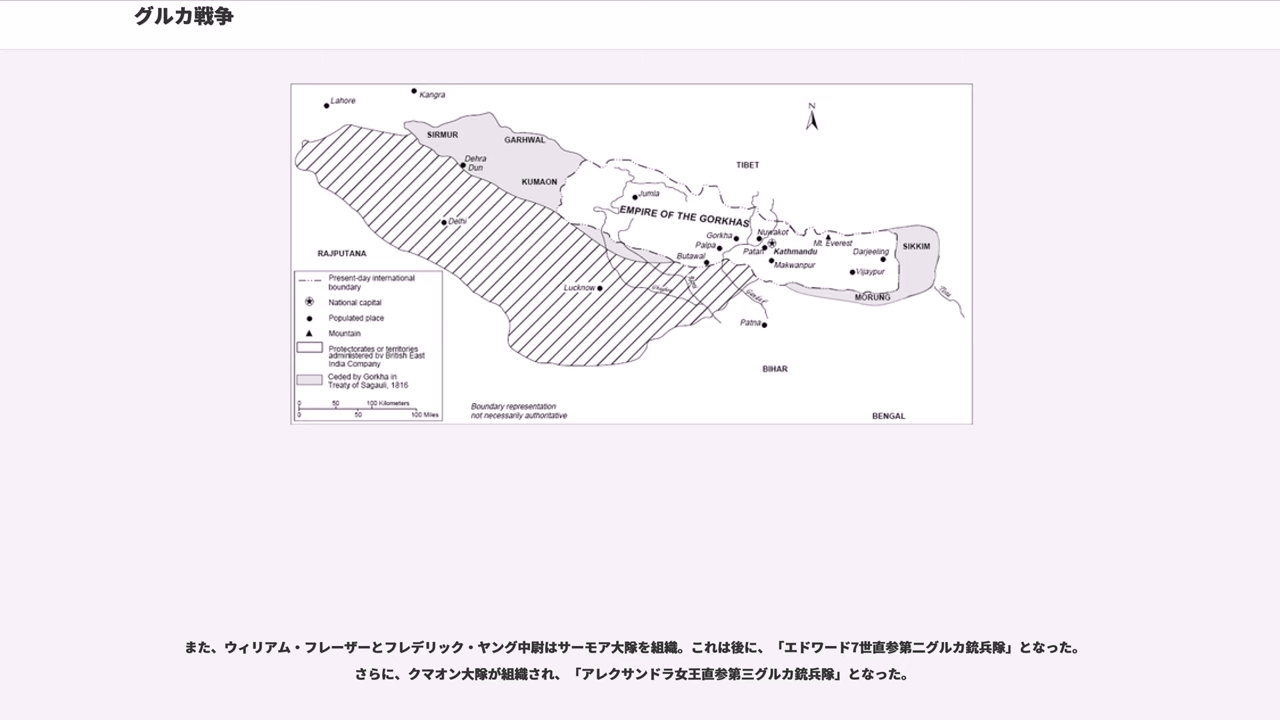 グルカ戦争
Lahore
Kangra
N
SIRMUR
GARHWAL
Dehra
Dun
KUMAON
TIBET
Jumla
EMPIRE OF THE GORKHAS
Delhi
Gorkha
Nuwakot
Palpa
Patan
Kathmandu
Mt. Everest
Darjeeling
SIKKIM
Butawal
Makwanpur
Vijaypur
RAJPUTANA
Lucknow
MORUNG
Patna
BIHAR
BENGAL
Present-day international
boundary
National capital
Populated place
Mountain
Protectorates or territories
administered by British East
India Company
Ceded by Gorkha in
Treaty of Sagauli, 1816
0 50 100 Kilometers
0 50 100 Miles
Boundary representation
not necessarily authoritative
また、ウィリアム・フレーザーとフレデリック・ヤング中尉はサーモア大隊を組織。これは後に、「エドワード7世直参第二グルカ銃兵隊」となった。
さらに、クマオン大隊が組織され、「アレクサンドラ女王直参第三グルカ銃兵隊」となった。